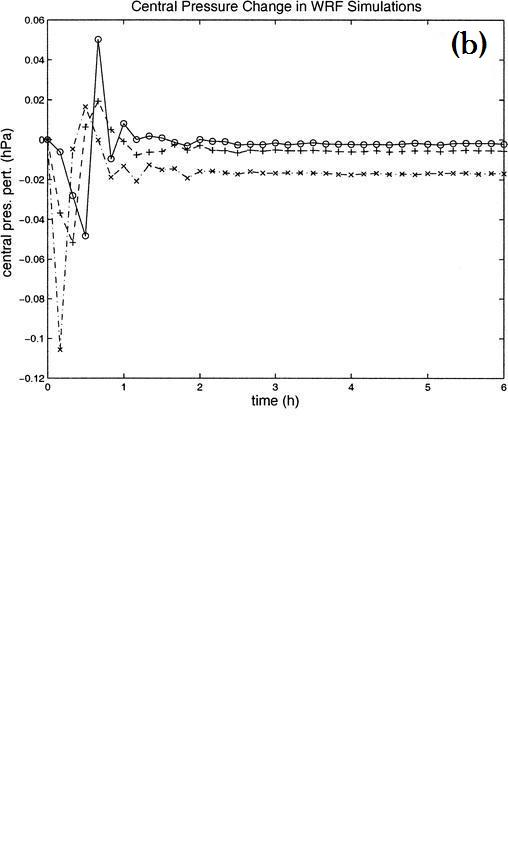 Central Pressure Change in WRF Simulations
(b)
0.06
0.04
0.02
0
−0.02
−0.04
−0.06
−0.08
−0.1
−0.12
central pres. pert. (hPa)
0 1 2 3 4 5 6
time (h)